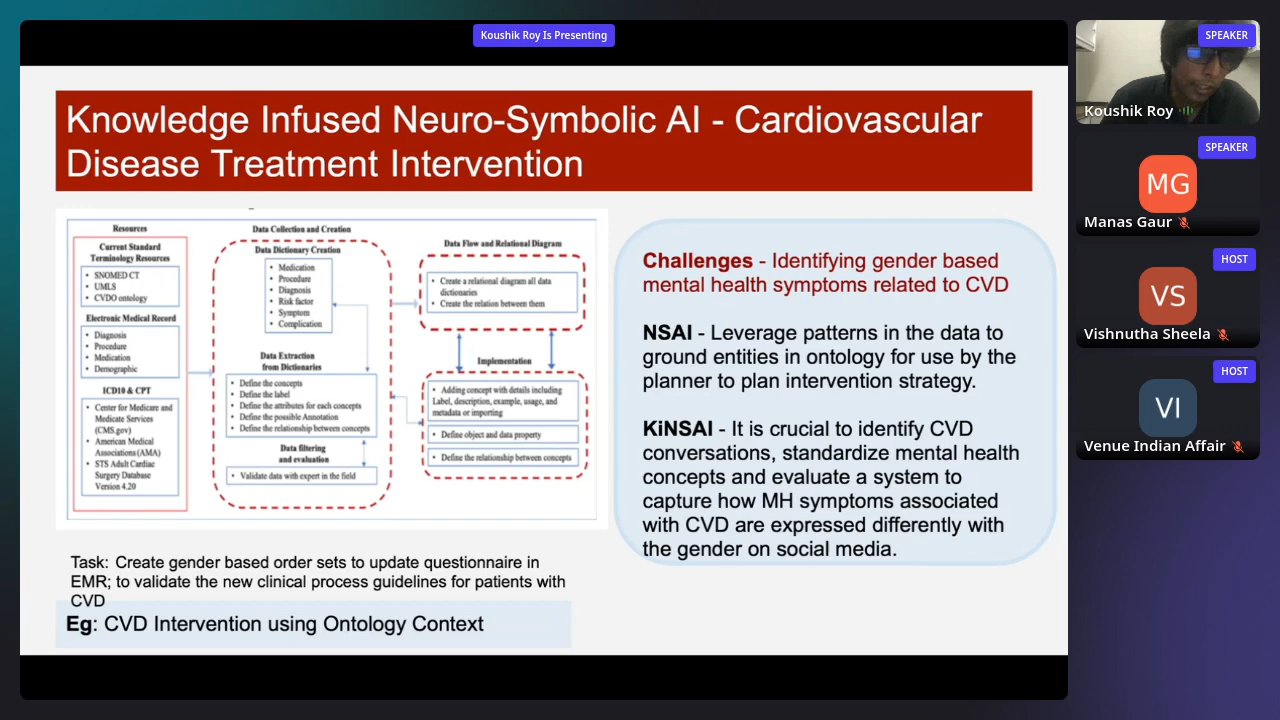 Koushik Roy Is Presenting
Knowledge Infused Neuro-Symbolic AI - Cardiovascular
Disease Treatment Intervention
Resources
Current Standard
Terminology Resources
• SNOMED CT
• UMLS
• CVDO ontology
Electronic Medical Record
• Diagnosis
• Procedure
• Medication
• Demographic
ICD10 & CPT
• Center for Medicare and
Medicate Services
(CMS.gov)
• American Medical
Associations (AMA)
• STS Adult Cardiac
Surgery Database
Version 4.20
Data Collection and Creation
Data Dictionary Creation
• Medication
• Procedure
• Diagnosis
• Risk factor
• Symptom
• Complication
Data Extraction
from Dictionaries
• Define the concepts
• Define the label
• Define the attributes for each concepts
• Define the possible Annotation
• Define the relationship between concepts
Data filtering
and evaluation
• Validate data with expert in the field
Data Flow and Relational Diagram
• Create a relational diagram all data
dictionaries
• Create the relation between them
Implementation
• Adding concept with details including
Label, description, example, usage, and
metadata or importing
• Define object and data property
• Define the relationship between concepts
Task: Create gender based order sets to update questionnaire in
EMR; to validate the new clinical process guidelines for patients with
CVD
Eg: CVD Intervention using Ontology Context
Challenges - Identifying gender based
mental health symptoms related to CVD
NSAI - Leverage patterns in the data to
ground entities in ontology for use by the
planner to plan intervention strategy.
KiNSAI - It is crucial to identify CVD
conversations, standardize mental health
concepts and evaluate a system to
capture how MH symptoms associated
with CVD are expressed differently with
the gender on social media.
SPEAKER
Koushik Roy
SPEAKER
MG
Manas Gaur
HOST
VS
Vishnutha Sheela
HOST
VI
Venue Indian Affair